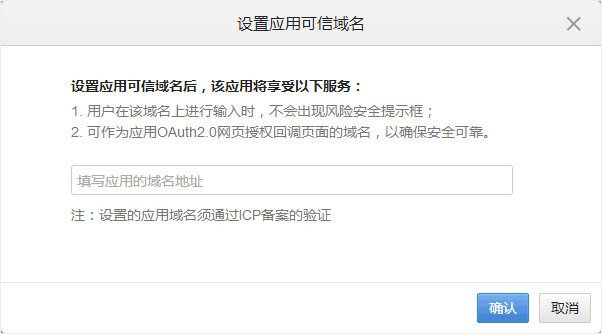 设置应用可信域名
设置应用可信域名后，该应用将享受以下服务：
1. 用户在该域名上进行输入时，不会出现风险安全提示框；
2. 可作为应用OAuth2.0网页授权回调页面的域名，以确保安全可靠。
填写应用的域名地址
注：设置的应用域名须通过ICP备案的验证
确认 取消